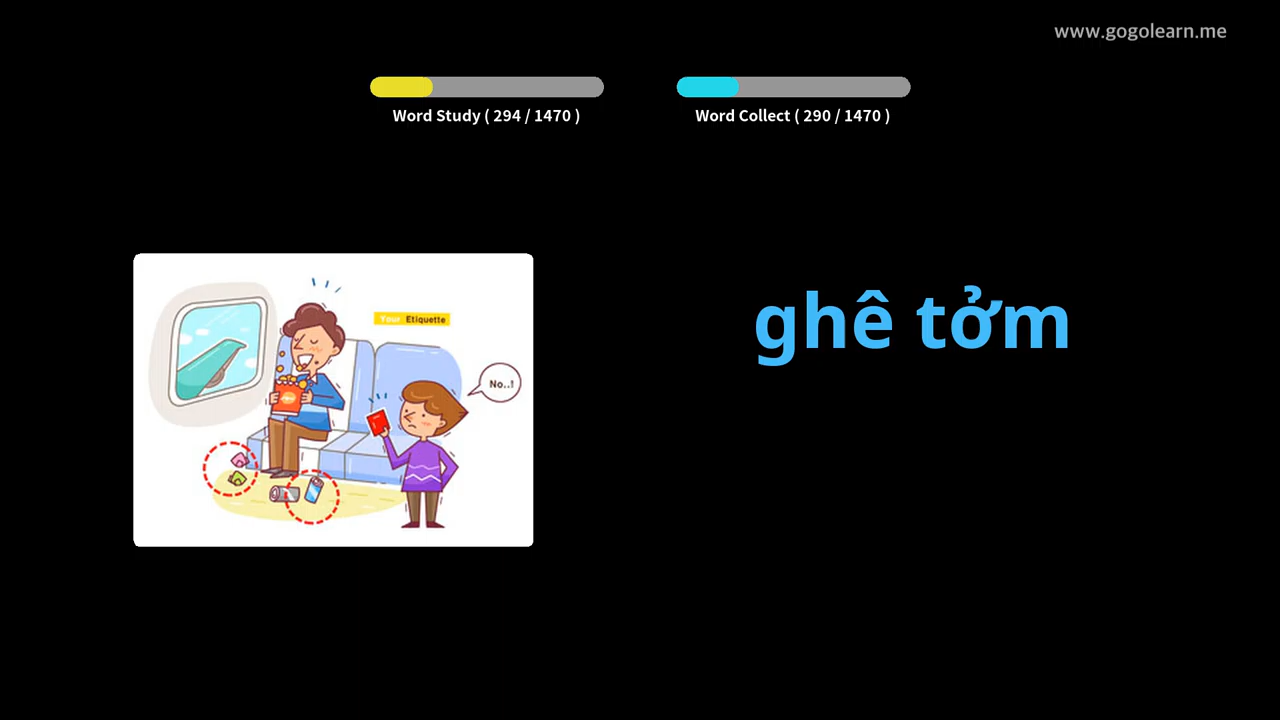 www.gogolearn.me
Word Study ( 294 / 1470 )
Word Collect ( 290 / 1470 )
Your Etiquette
No..!
ghê tởm